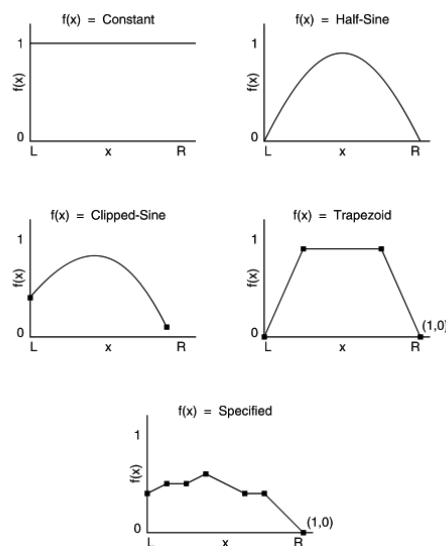 f(x) = Constant
1
f(x)
0
L x R
f(x) = Half-Sine
1
f(x)
0
L x R
f(x) = Clipped-Sine
1
f(x)
0
L x R
f(x) = Trapezoid
1
f(x)
(1,0)
0
L x R
f(x) = Specified
1
f(x)
(1,0)
0
L x R